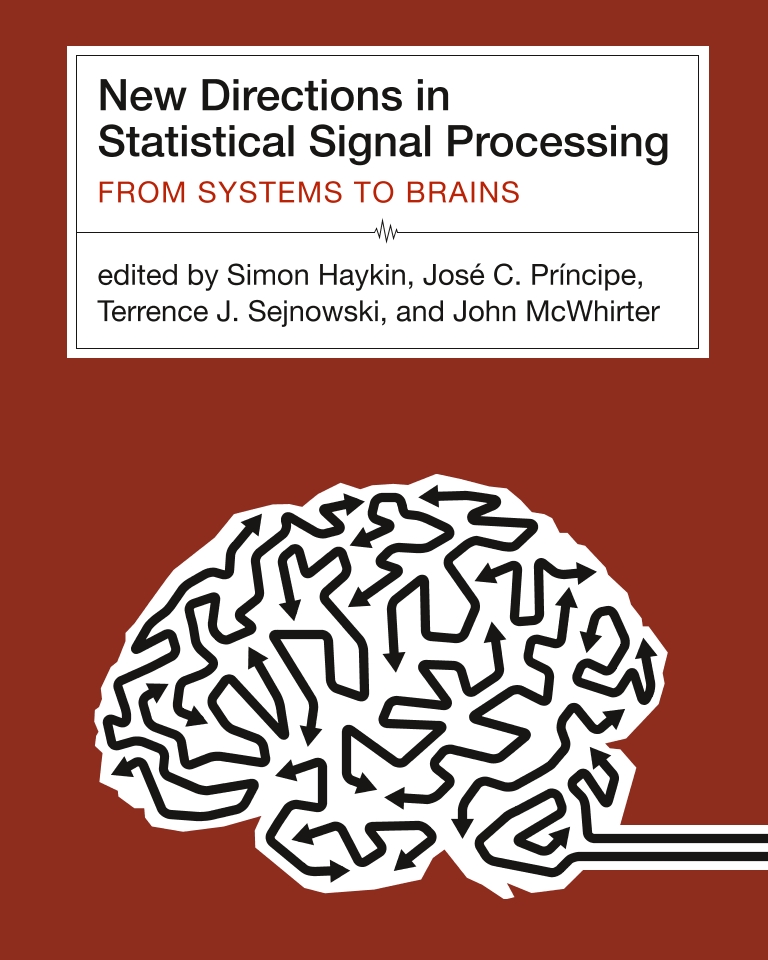 New Directions in
Statistical Signal Processing
FROM SYSTEMS TO BRAINS
edited by Simon Haykin, José C. Príncipe,
Terrence J. Sejnowski, and John McWhirter